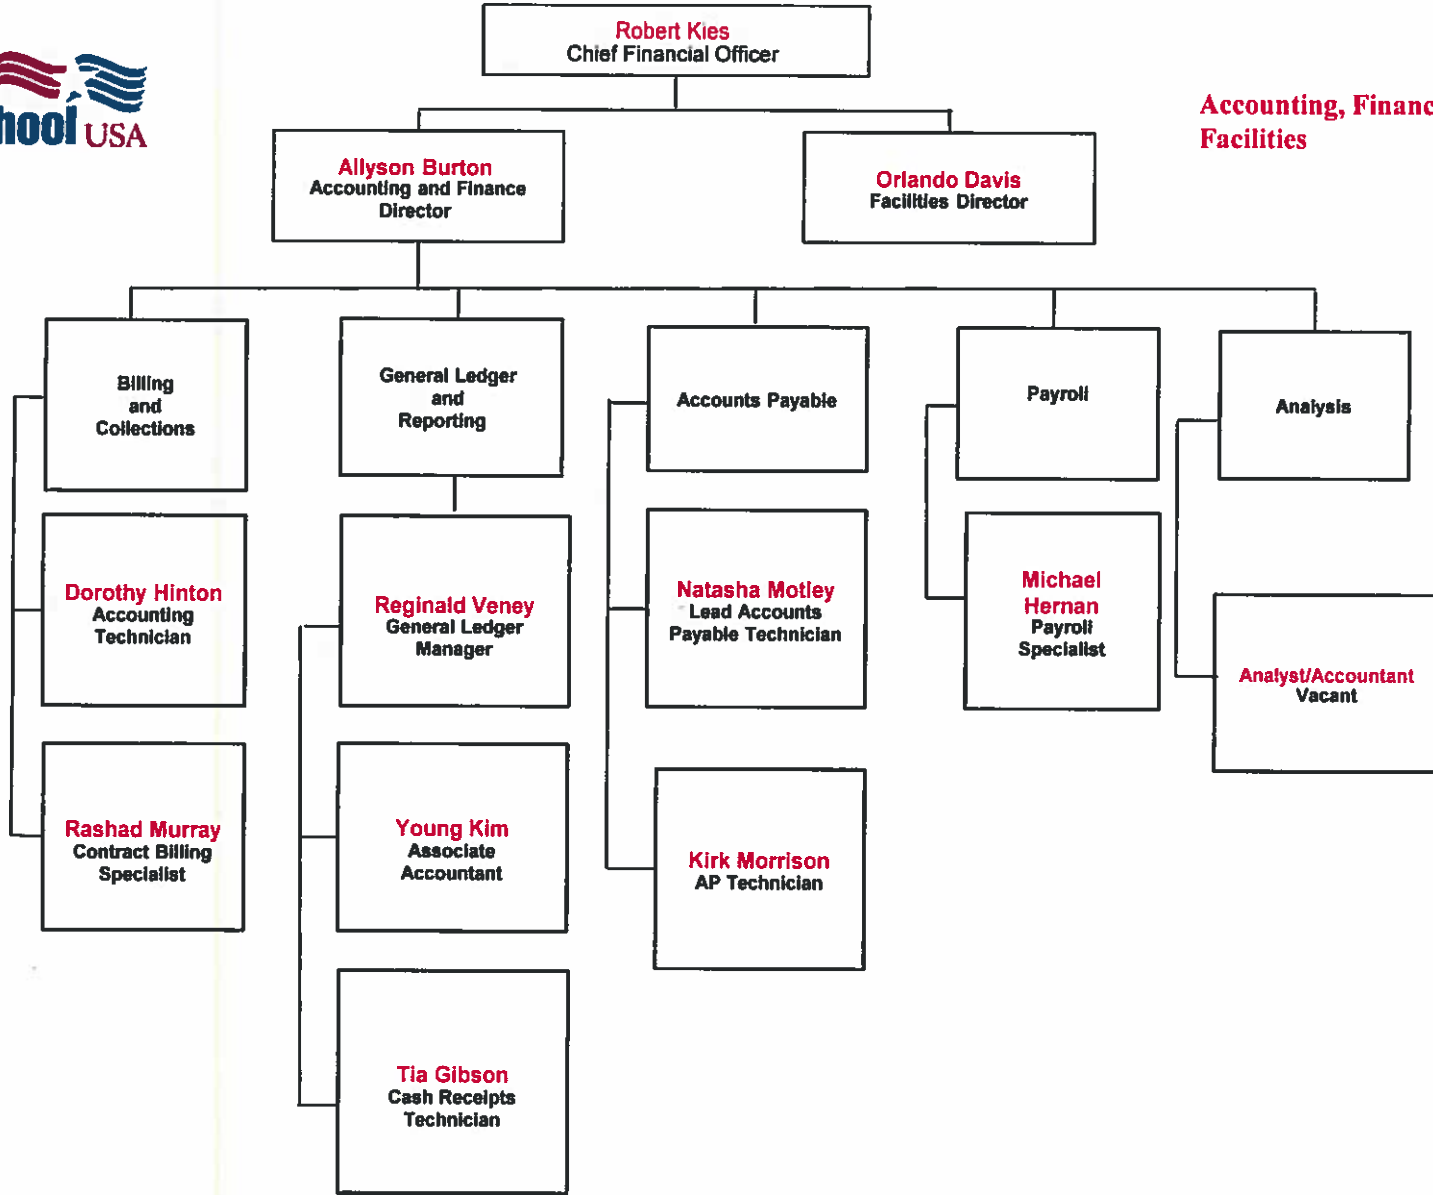 Robert Kies
Chief Financial Officer
hool USA
Accounting, Financ
Facilities
Allyson Burton
Accounting and Finance
Director
Orlando Davis
Facilities Director
Billing
and
Collections
General Ledger
and
Reporting
Accounts Payable
Payroll
Analysis
Dorothy Hinton
Accounting
Technician
Reginald Veney
General Ledger
Manager
Natasha Motley
Lead Accounts
Payable Technician
Michael
Hernan
Payroll
Specialist
Analyst/Accountant
Vacant
Rashad Murray
Contract Billing
Specialist
Young Kim
Associate
Accountant
Kirk Morrison
AP Technician
Tia Gibson
Cash Receipts
Technician